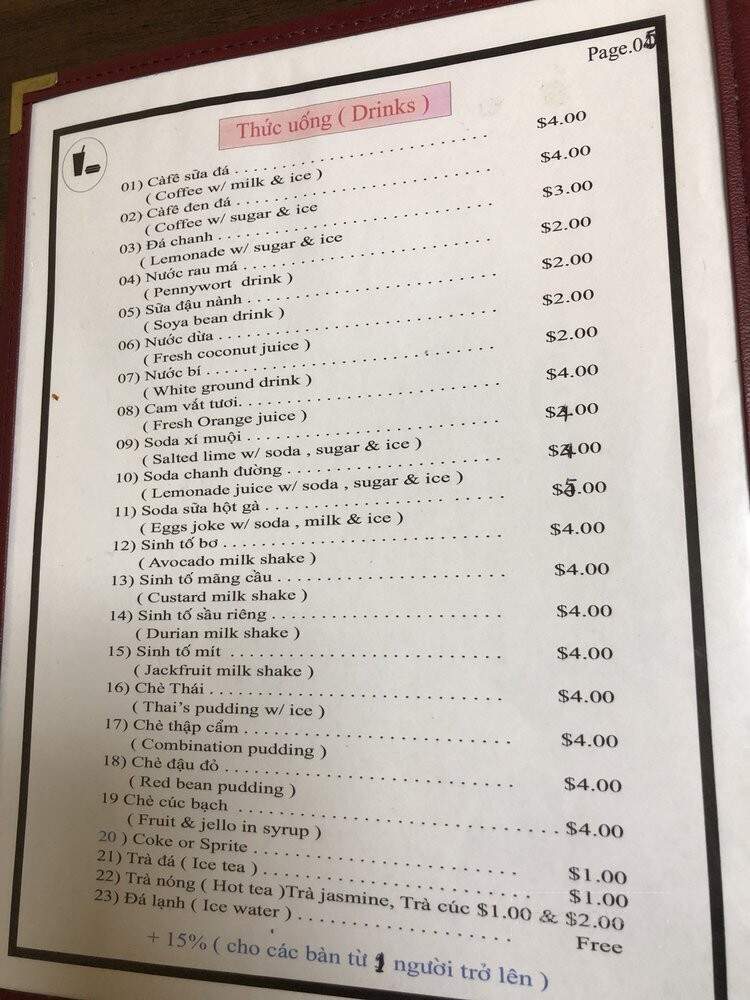 Page.05
Thức uống ( Drinks )
01) Càfê sữa đá . . . . . . . . . . . . . . . . . . . . . . . . . . $4.00
( Coffee w/ milk & ice )
02) Càfê đen đá . . . . . . . . . . . . . . . . . . . . . . . . . . $4.00
( Coffee w/ sugar & ice
03) Đá chanh . . . . . . . . . . . . . . . . . . . . . . . . . . . . $3.00
( Lemonade w/ sugar & ice
04) Nước rau má . . . . . . . . . . . . . . . . . . . . . . . . . $2.00
( Pennywort drink )
05) Sữa đậu nành . . . . . . . . . . . . . . . . . . . . . . . . . $2.00
( Soya bean drink )
06) Nước dừa . . . . . . . . . . . . . . . . . . . . . . . . . . . . $2.00
( Fresh coconut juice )
07) Nước bí . . . . . . . . . . . . . . . . . . . . . . . . . . . . . $2.00
( White ground drink )
08) Cam vắt tươi. . . . . . . . . . . . . . . . . . . . . . . . . . $4.00
( Fresh Orange juice )
09) Soda xí muội . . . . . . . . . . . . . . . . . . . . . . . . . $4.00
( Salted lime w/ soda , sugar & ice )
10) Soda chanh đường . . . . . . . . . . . . . . . . . . . . . $4.00
( Lemonade juice w/ soda , sugar & ice )
11) Soda sữa hột gà . . . . . . . . . . . . . . . . . . . . . . . $5.00
( Eggs joke w/ soda , milk & ice )
12) Sinh tố bơ . . . . . . . . . . . . . . . . . . . . . . . . . . . $4.00
( Avocado milk shake )
13) Sinh tố mãng cầu . . . . . . . . . . . . . . . . . . . . . . $4.00
( Custard milk shake )
14) Sinh tố sầu riêng . . . . . . . . . . . . . . . . . . . . . . $4.00
( Durian milk shake )
15) Sinh tố mít . . . . . . . . . . . . . . . . . . . . . . . . . . $4.00
( Jackfruit milk shake )
16) Chè Thái . . . . . . . . . . . . . . . . . . . . . . . . . . . . $4.00
( Thai's pudding w/ ice )
17) Chè thập cẩm . . . . . . . . . . . . . . . . . . . . . . . . . $4.00
( Combination pudding )
18) Chè đậu đỏ . . . . . . . . . . . . . . . . . . . . . . . . . . . $4.00
( Red bean pudding )
19 Chè cúc bạch . . . . . . . . . . . . . . . . . . . . . . . . . . . $4.00
( Fruit & jello in syrup )
20 ) Coke or Sprite . . . . . . . . . . . . . . . . . . . . . . . . $1.00
21) Trà đá ( Ice tea ) . . . . . . . . . . . . . . . . . . . . . . . $1.00
22) Trà nóng ( Hot tea )Trà jasmine, Trà cúc $1.00 & $2.00
23) Đá lạnh ( Ice water ) . . . . . . . . . . . . . . . . . . . . Free
+ 15% ( cho các bàn từ 1 người trở lên )